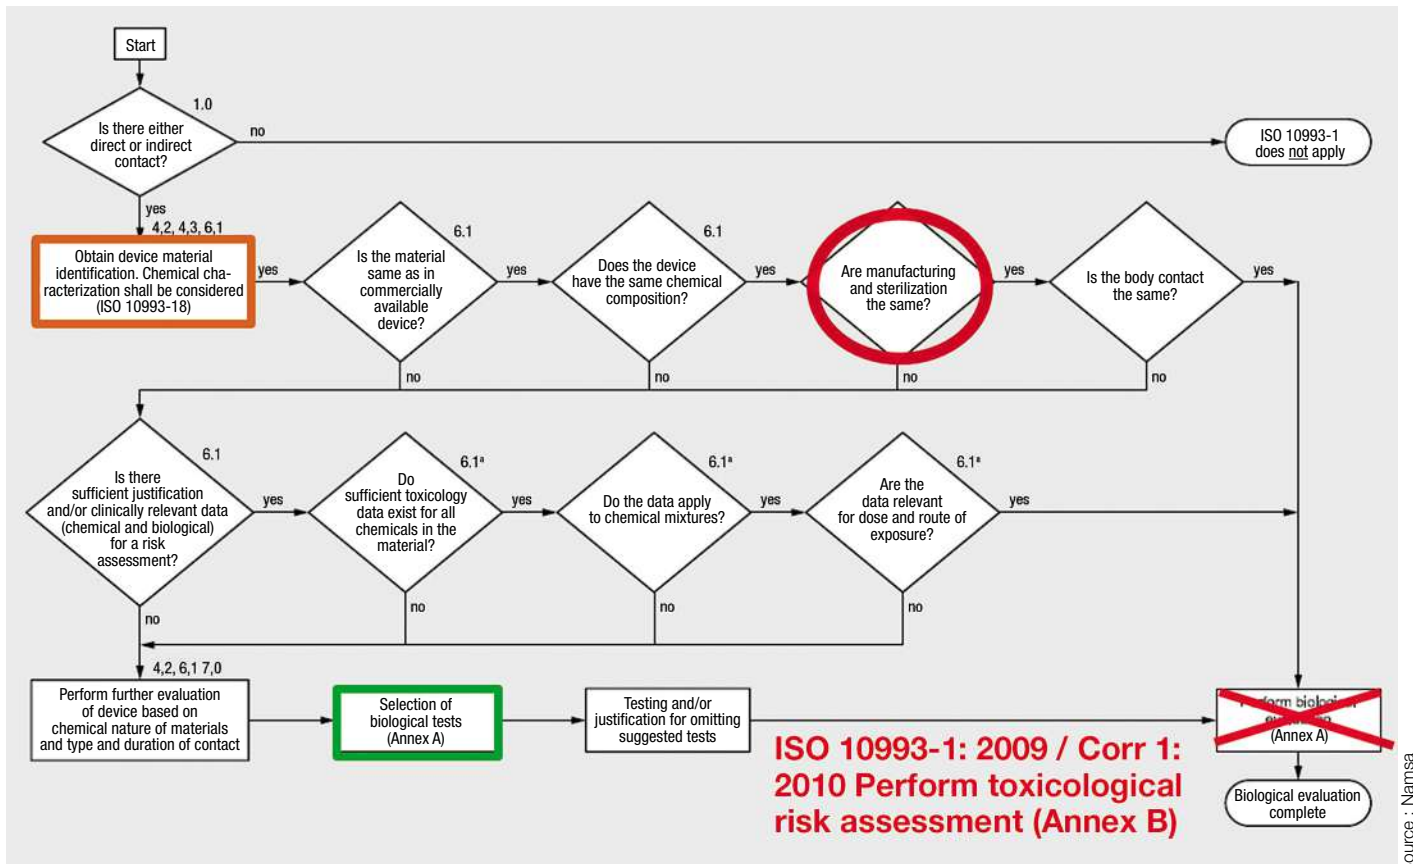 Start
1.0
Is there either
direct or indirect
contact?
no
ISO 10993-1
does not apply
yes
4,2, 4,3, 6,1
Obtain device material
identification. Chemical cha-
racterization shall be considered
(ISO 10993-18)
yes
6.1
Is the material
same as in
commercially
available
device?
yes
6.1
Does the device
have the same chemical
composition?
yes
Are manufacturing
and sterilization
the same?
yes
Is the body contact
the same?
yes
no
no
no
no
6.1
Is there
sufficient justification
and/or clinically relevant data
(chemical and biological)
for a risk
assessment?
yes
6.1ª
Do
sufficient toxicology
data exist for all
chemicals in the
material?
yes
6.1ª
Do the data apply
to chemical mixtures?
yes
6.1ª
Are the
data relevant
for dose and route of
exposure?
yes
no
no
no
no
4,2, 6,1 7,0
Perform further evaluation
of device based on
chemical nature of materials
and type and duration of contact
Selection of
biological tests
(Annex A)
Testing and/or
justification for omitting
suggested tests
(Annex A)
ISO 10993-1: 2009 / Corr 1:
2010 Perform toxicological
risk assessment (Annex B)
Biological evaluation
complete
: Namsa